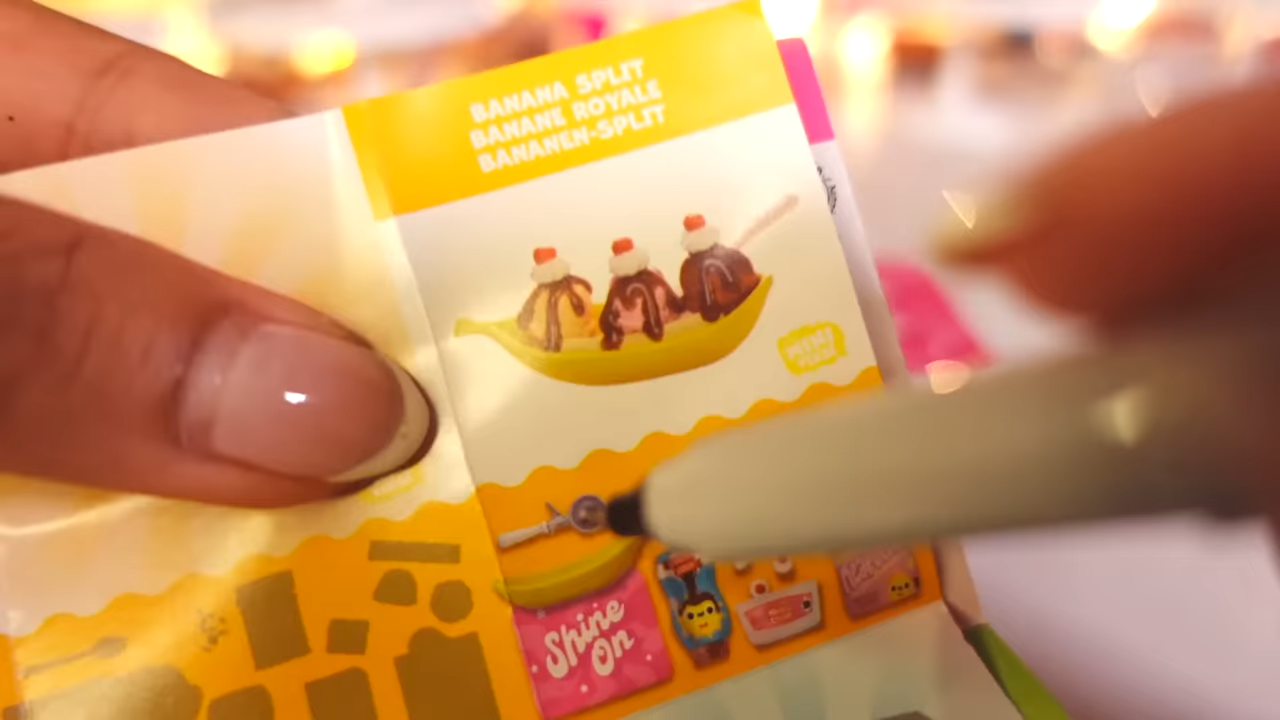 BANANA SPLIT
BANANE ROYALE
BANANEN-SPLIT
Shine
On